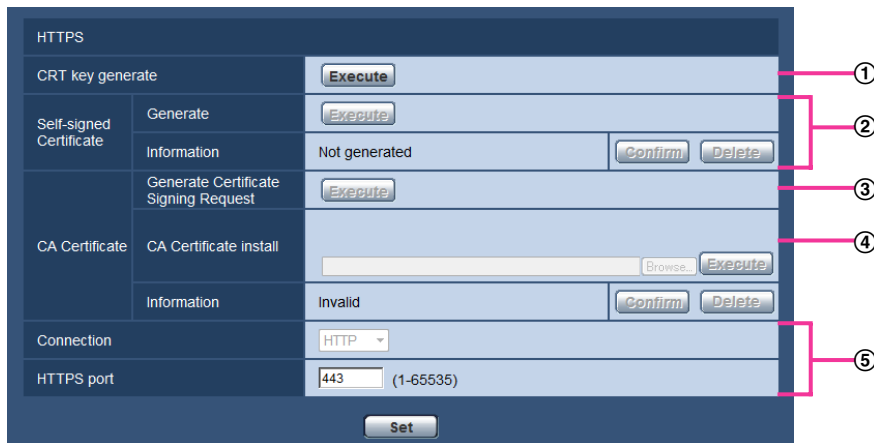 HTTPS
CRT key generate Execute ①
Self-signed Certificate
Generate Execute ②
Information Not generated Confirm Delete
CA Certificate
Generate Certificate Signing Request Execute ③
CA Certificate install Browse... Execute ④
Information Invalid Confirm Delete
Connection HTTP ⑤
HTTPS port 443 (1-65535)
Set